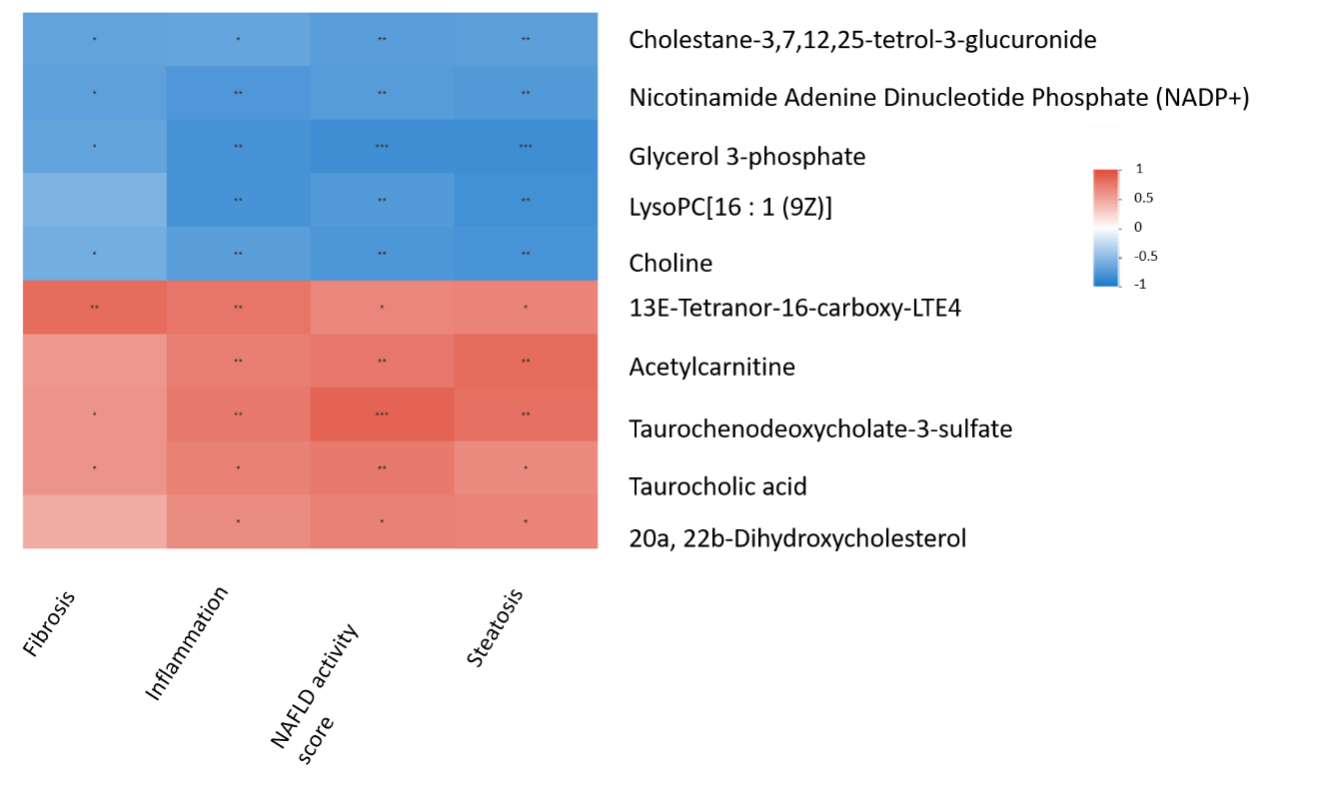 * * ** **
Cholestane-3,7,12,25-tetrol-3-glucuronide
* ** ** **
Nicotinamide Adenine Dinucleotide Phosphate (NADP+)
* ** *** ***
Glycerol 3-phosphate
** ** **
LysoPC[16 : 1 (9Z)]
* ** ** **
Choline
** ** * *
13E-Tetranor-16-carboxy-LTE4
** ** **
Acetylcarnitine
* ** *** **
Taurochenodeoxycholate-3-sulfate
* * ** *
Taurocholic acid
* * *
20a, 22b-Dihydroxycholesterol
1
0.5
0
-0.5
-1
Fibrosis
Inflammation
NAFLD activity
score
Steatosis